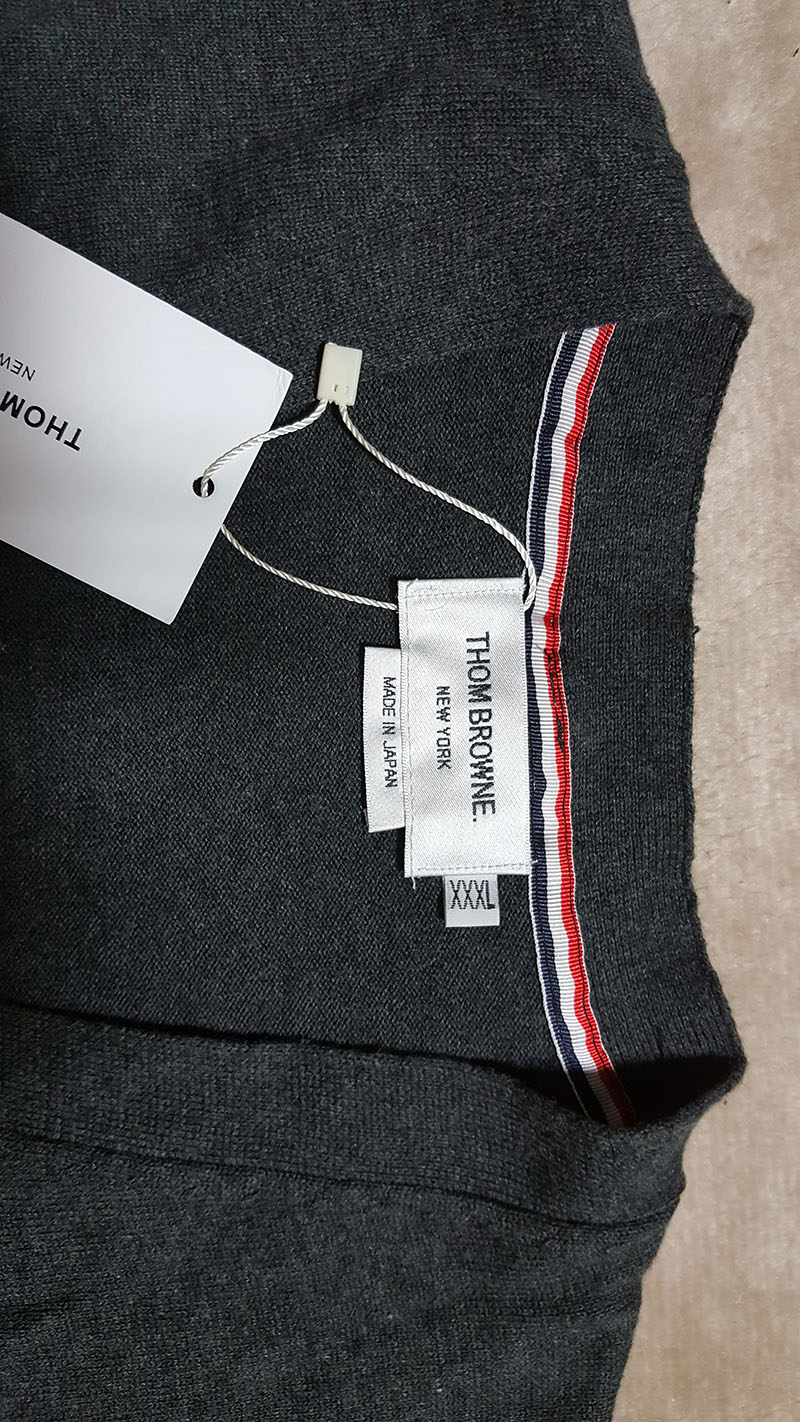 THOM BROWNE.
NEW YORK
MADE IN JAPAN
XXXL
THOM
NEW